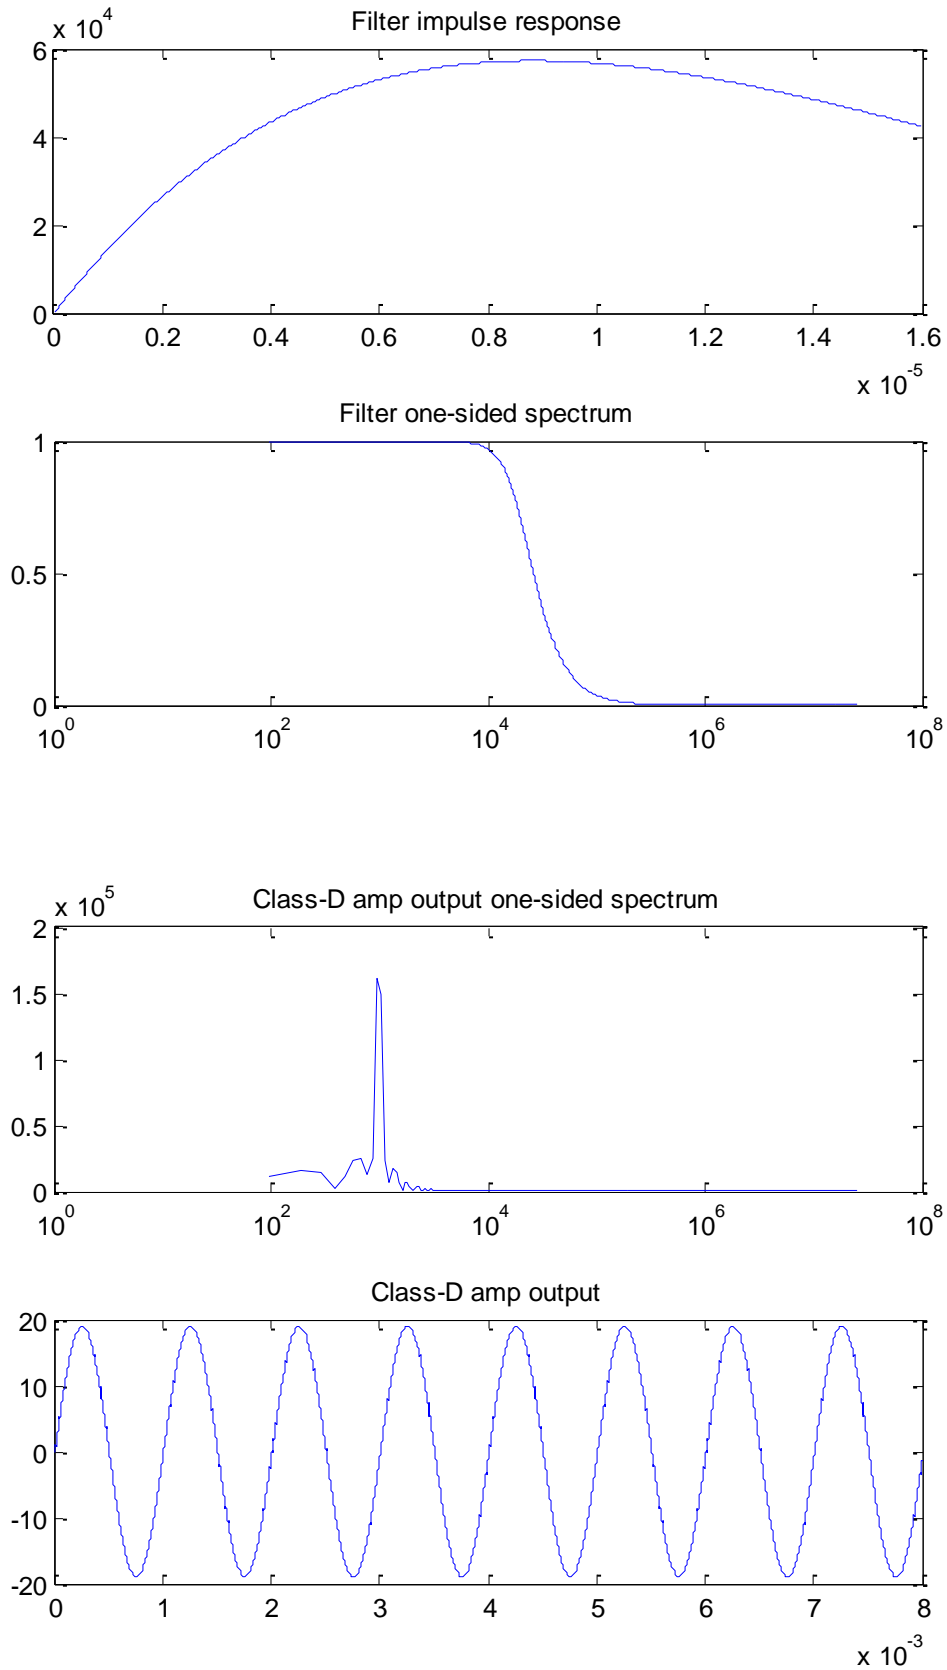 Filter impulse response
x 10^4
6
4
2
0
0 0.2 0.4 0.6 0.8 1 1.2 1.4 1.6
x 10^-5
Filter one-sided spectrum
1
0.5
0
10^0 10^2 10^4 10^6 10^8
Class-D amp output one-sided spectrum
x 10^5
2
1.5
1
0.5
0
10^0 10^2 10^4 10^6 10^8
Class-D amp output
20
10
0
-10
-20
0 1 2 3 4 5 6 7 8
x 10^-3